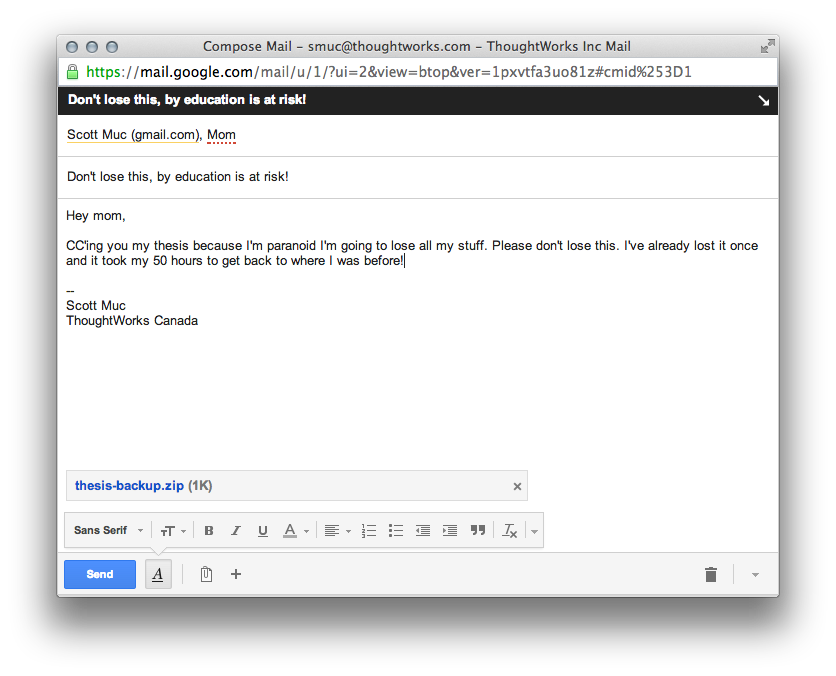 Compose Mail – smuc@thoughtworks.com – ThoughtWorks Inc Mail
https://mail.google.com/mail/u/1/?ui=2&view=btop&ver=1pxvtfa3uo81z#cmid%253D1
Don't lose this, by education is at risk!
Scott Muc (gmail.com), Mom
Don't lose this, by education is at risk!
Hey mom,
CC'ing you my thesis because I'm paranoid I'm going to lose all my stuff. Please don't lose this. I've already lost it once
and it took my 50 hours to get back to where I was before!
--
Scott Muc
ThoughtWorks Canada
thesis-backup.zip (1K)
Sans Serif
Send